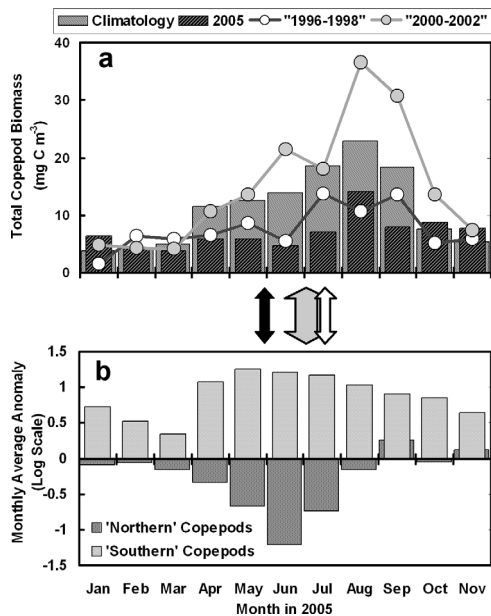 Climatology 2005 "1996-1998" "2000-2002"
a
Total Copepod Biomass
(mg C m-3)
40
30
20
10
0
b
Monthly Average Anomaly
(Log Scale)
1.5
1
0.5
0
-0.5
-1
-1.5
'Northern' Copepods
'Southern' Copepods
Jan Feb Mar Apr May Jun Jul Aug Sep Oct Nov
Month in 2005